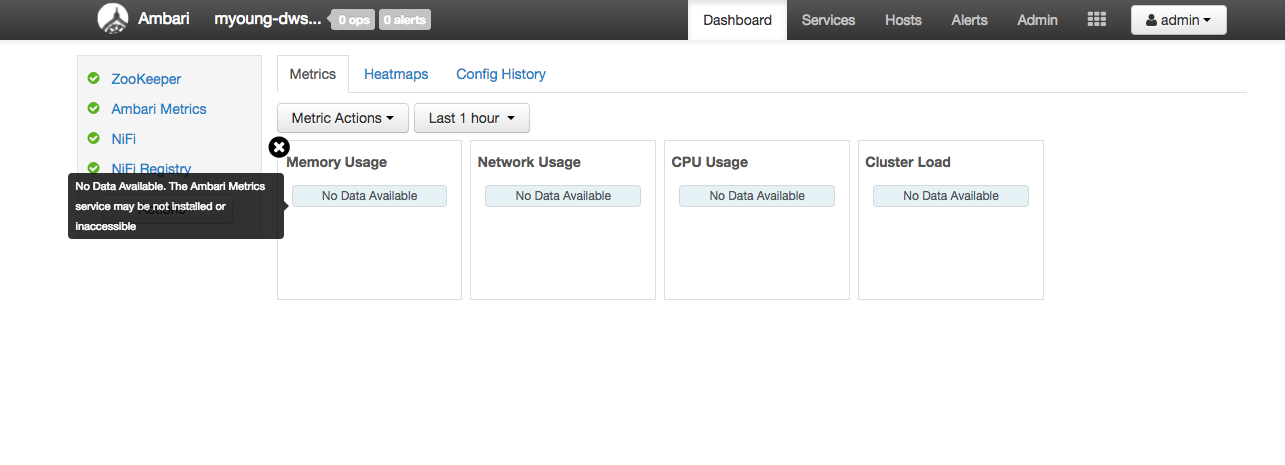 Ambari myoung-dws... 0 ops 0 alerts Dashboard Services Hosts Alerts Admin admin
ZooKeeper
Ambari Metrics
NiFi
NiFi Registry
No Data Available. The Ambari Metrics
service may be not installed or
inaccessible
Actions
Metrics Heatmaps Config History
Metric Actions Last 1 hour
Memory Usage Network Usage CPU Usage Cluster Load
No Data Available No Data Available No Data Available No Data Available